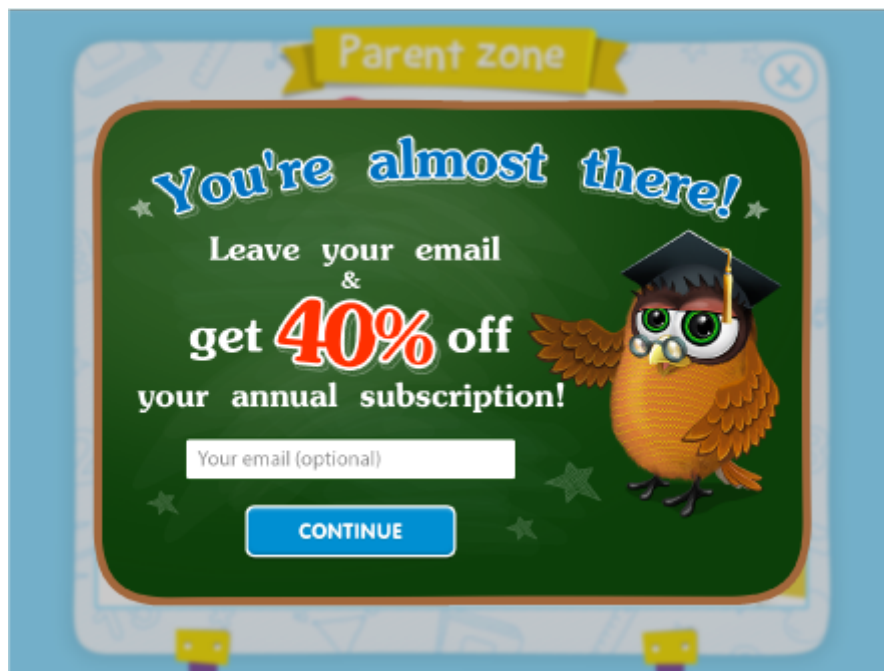 Parent zone
You're almost there!
Leave your email
&
get 40% off
your annual subscription!
Your email (optional)
CONTINUE